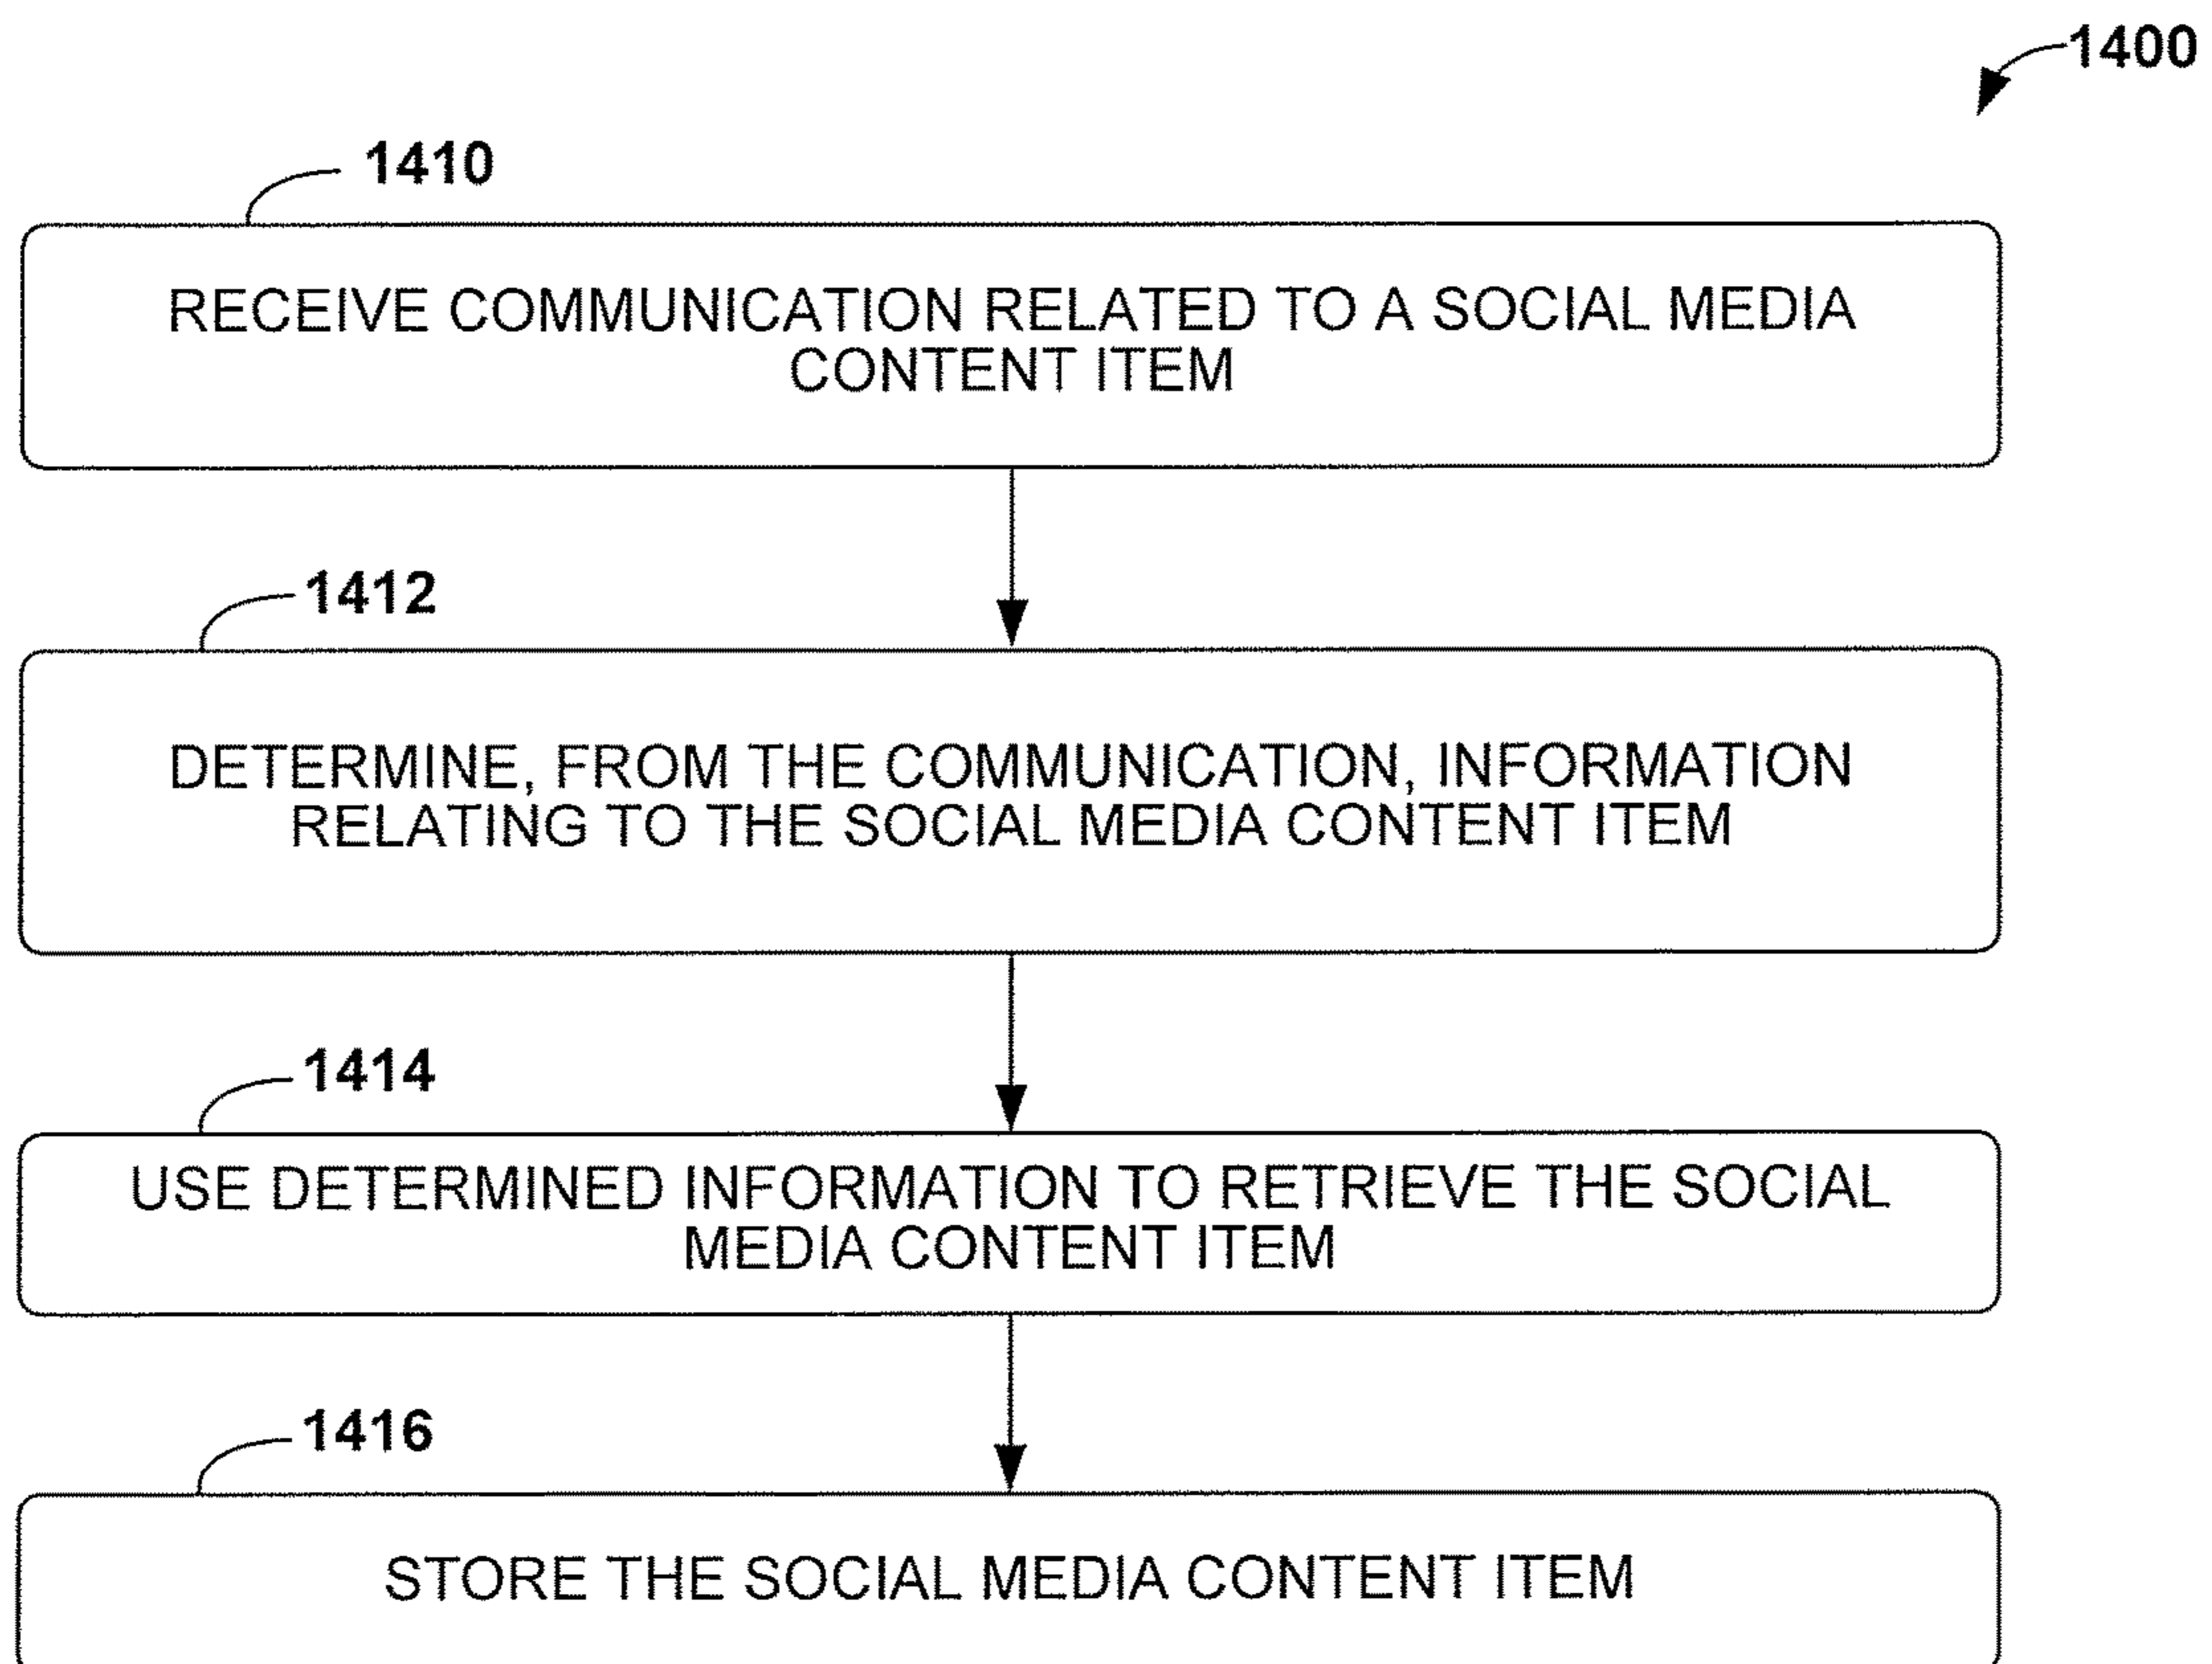 1400
1410
RECEIVE COMMUNICATION RELATED TO A SOCIAL MEDIA
CONTENT ITEM
1412
DETERMINE, FROM THE COMMUNICATION, INFORMATION
RELATING TO THE SOCIAL MEDIA CONTENT ITEM
1414
USE DETERMINED INFORMATION TO RETRIEVE THE SOCIAL
MEDIA CONTENT ITEM
1416
STORE THE SOCIAL MEDIA CONTENT ITEM